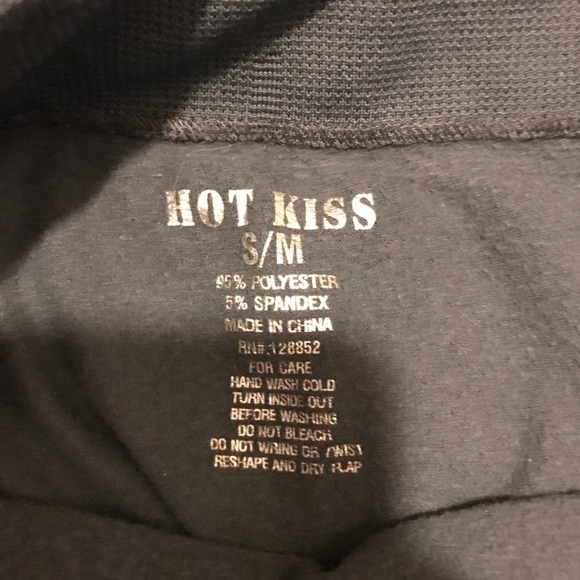 HOT KISS
S/M
95% POLYESTER
5% SPANDEX
MADE IN CHINA
RN#:128852
FOR CARE
HAND WASH COLD
TURN INSIDE OUT
BEFORE WASHING
DO NOT BLEACH
DO NOT WRING OR TWIST
RESHAPE AND DRY FLAP